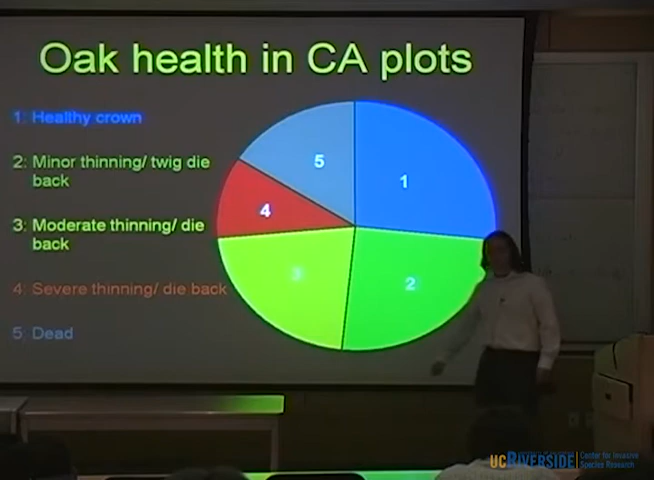 Oak health in CA plots
1: Healthy crown
2: Minor thinning/ twig die
back
3: Moderate thinning/ die
back
4: Severe thinning/ die back
5: Dead
5
1
4
3
2
UCRIVERSIDE
Center for Invasive
Species Research